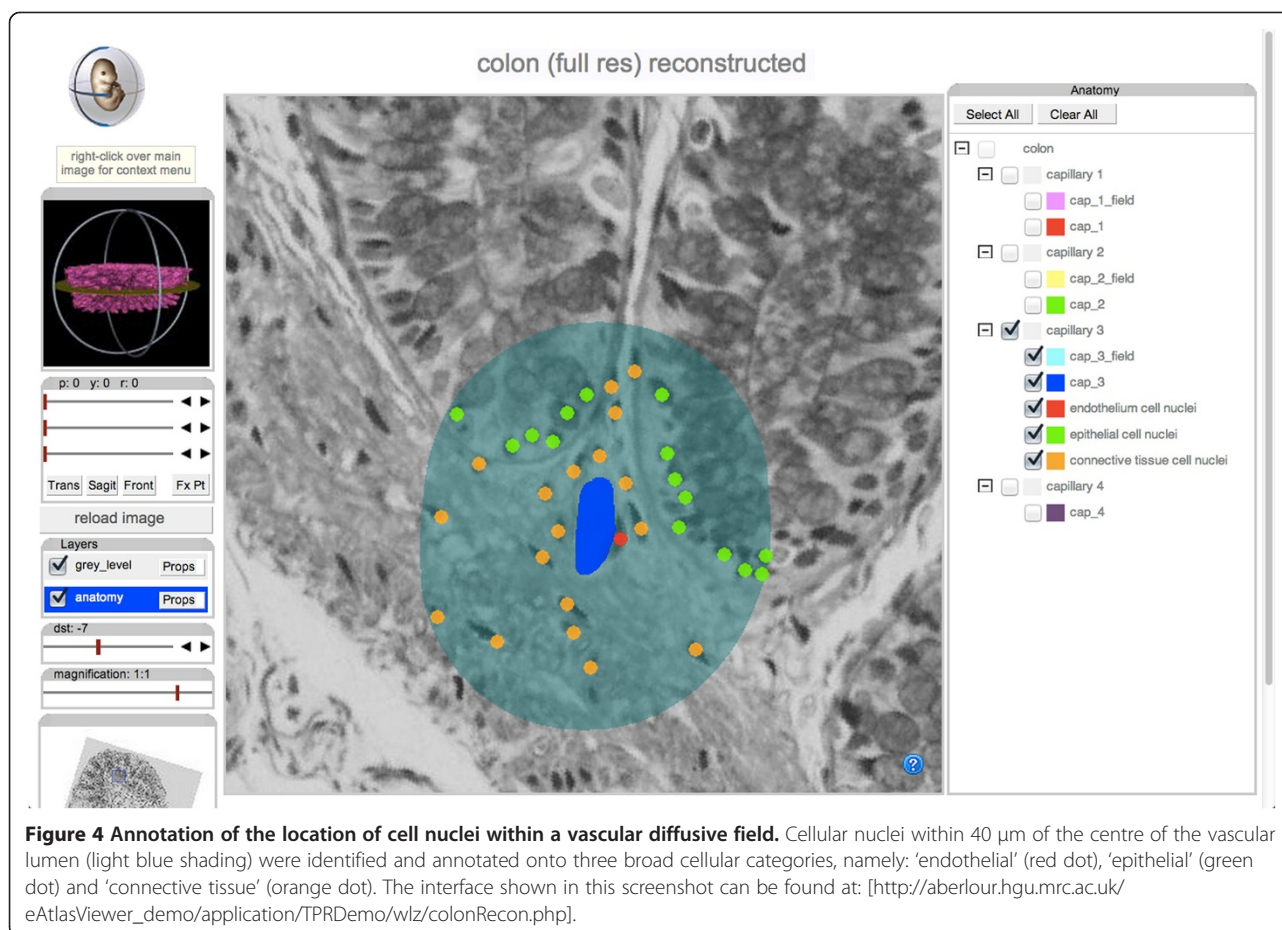 colon (full res) reconstructed
right-click over main
image for context menu
p: 0 y: 0 r: 0
Trans Sagit Front Fx Pt
reload image
Layers
grey_level Props
anatomy Props
dst: -7
magnification: 1:1
?
Anatomy
Select All Clear All
colon
capillary 1
cap_1_field
cap_1
capillary 2
cap_2_field
cap_2
capillary 3
cap_3_field
cap_3
endothelium cell nuclei
epithelial cell nuclei
connective tissue cell nuclei
capillary 4
cap_4
Figure 4 Annotation of the location of cell nuclei within a vascular diffusive field. Cellular nuclei within 40 µm of the centre of the vascular
lumen (light blue shading) were identified and annotated onto three broad cellular categories, namely: ‘endothelial’ (red dot), ‘epithelial’ (green
dot) and ‘connective tissue’ (orange dot). The interface shown in this screenshot can be found at: [http://aberlour.hgu.mrc.ac.uk/
eAtlasViewer_demo/application/TPRDemo/wlz/colonRecon.php].